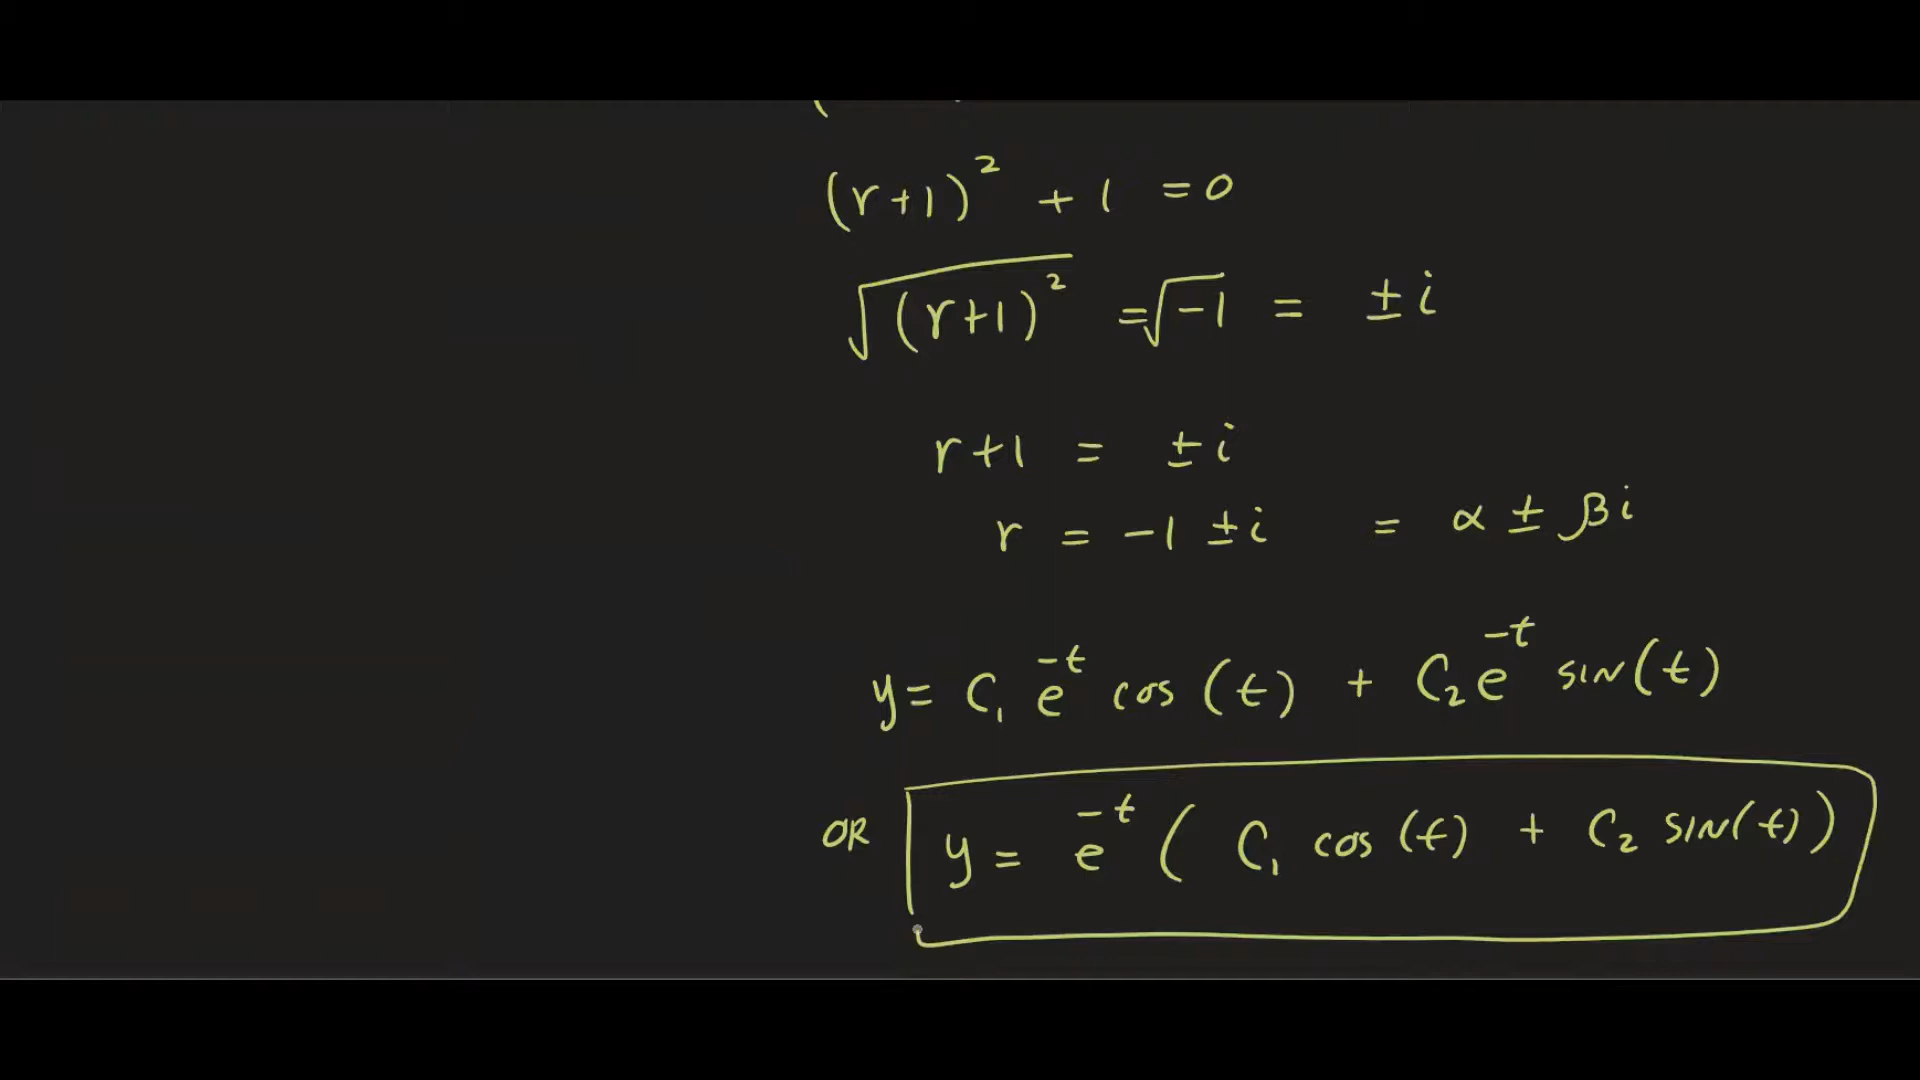 (r+1)² + 1 = 0
√(r+1)² = √-1 = ± i
r+1 = ± i
r = -1 ± i = α ± βi
y = C₁ e^-t cos(t) + C₂ e^-t sin(t)
OR y = e^-t ( C₁ cos(t) + C₂ sin(t))